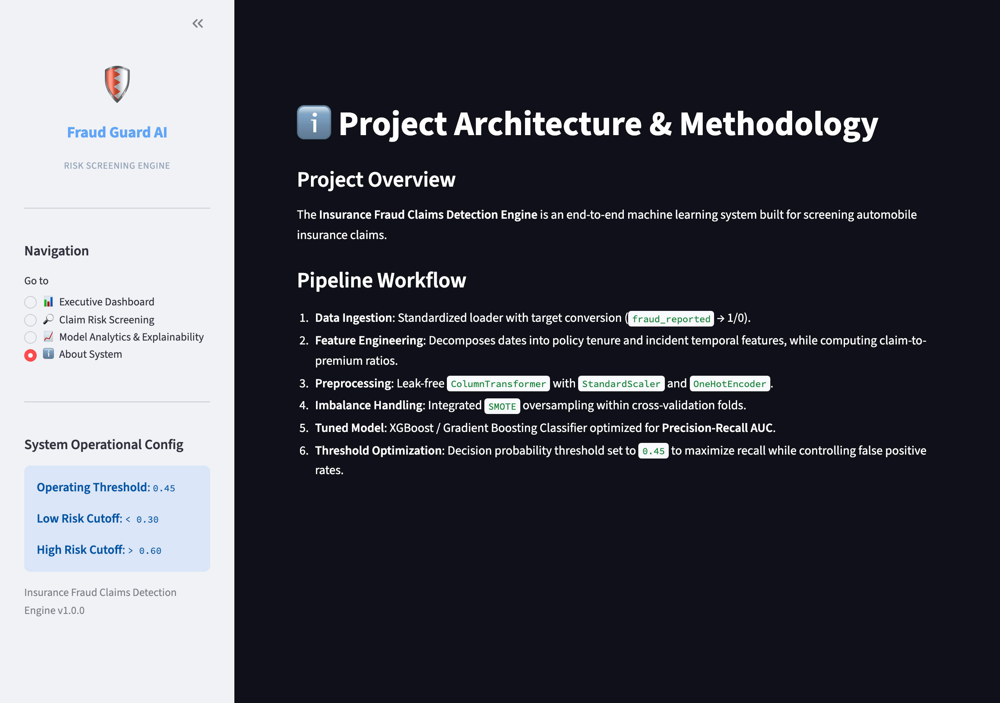 Fraud Guard AI
RISK SCREENING ENGINE
Navigation
Go to
Executive Dashboard
Claim Risk Screening
Model Analytics & Explainability
About System
System Operational Config
Operating Threshold: 0.45
Low Risk Cutoff: < 0.30
High Risk Cutoff: > 0.60
Insurance Fraud Claims Detection
Engine v1.0.0
Project Architecture & Methodology
Project Overview
The Insurance Fraud Claims Detection Engine is an end-to-end machine learning system built for screening automobile
insurance claims.
Pipeline Workflow
1. Data Ingestion: Standardized loader with target conversion (fraud_reported → 1/0).
2. Feature Engineering: Decomposes dates into policy tenure and incident temporal features, while computing claim-to-
premium ratios.
3. Preprocessing: Leak-free ColumnTransformer with StandardScaler and OneHotEncoder.
4. Imbalance Handling: Integrated SMOTE oversampling within cross-validation folds.
5. Tuned Model: XGBoost / Gradient Boosting Classifier optimized for Precision-Recall AUC.
6. Threshold Optimization: Decision probability threshold set to 0.45 to maximize recall while controlling false positive
rates.